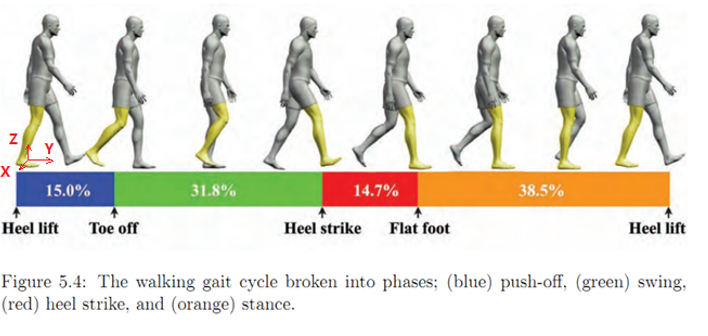 Z
Y
X
15.0% 31.8% 14.7% 38.5%
Heel lift Toe off Heel strike Flat foot Heel lift
Figure 5.4: The walking gait cycle broken into phases; (blue) push-off, (green) swing,
(red) heel strike, and (orange) stance.